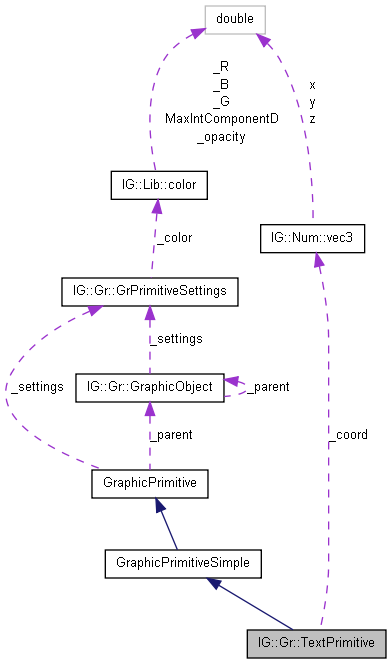 double
_R
_B
_G
MaxIntComponentD
_opacity
x
y
z
IG::Lib::color
IG::Num::vec3
_color
IG::Gr::GrPrimitiveSettings
_settings
_settings
IG::Gr::GraphicObject
_parent
_parent
_coord
GraphicPrimitive
GraphicPrimitiveSimple
IG::Gr::TextPrimitive